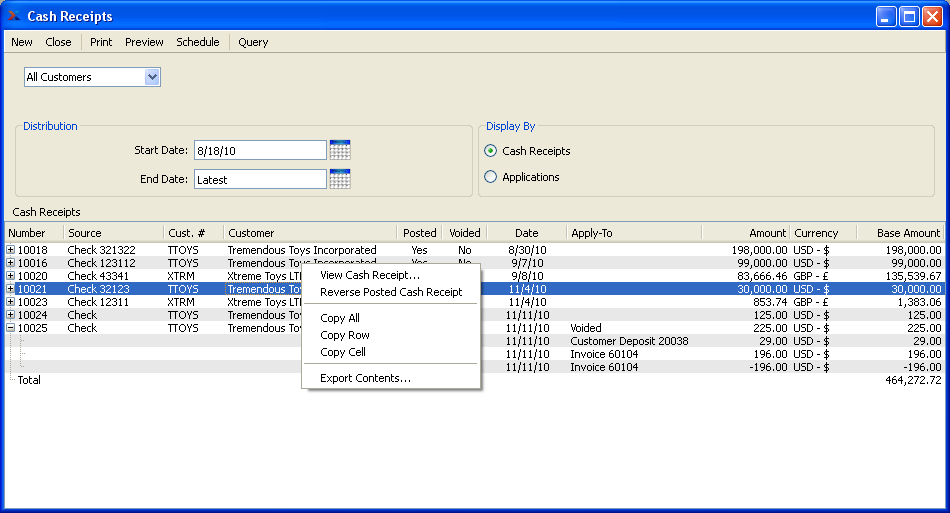 Cash Receipts
New Close Print Preview Schedule Query
All Customers
Distribution
Start Date: 8/18/10
End Date: Latest
Display By
Cash Receipts
Applications
Cash Receipts
Number Source Cust. # Customer Posted Voided Date Apply-To Amount Currency Base Amount
10018 Check 321322 TTOYS Tremendous Toys Incorporated Yes No 8/30/10 198,000.00 USD - $ 198,000.00
10016 Check 123112 TTOYS Tremendous Toys Incorporated Yes No 9/7/10 99,000.00 USD - $ 99,000.00
10020 Check 43341 XTRM Xtreme Toys LTD 9/8/10 83,666.46 GBP - £ 135,539.67
10021 Check 32123 TTOYS Tremendous To 11/4/10 30,000.00 USD - $ 30,000.00
10023 Check 12311 XTRM Xtreme Toys LTD 11/4/10 853.74 GBP - £ 1,383.06
10024 Check TTOYS Tremendous To 11/11/10 125.00 USD - $ 125.00
10025 Check TTOYS Tremendous To 11/11/10 Voided 225.00 USD - $ 225.00
11/11/10 Customer Deposit 20038 29.00 USD - $ 29.00
11/11/10 Invoice 60104 196.00 USD - $ 196.00
11/11/10 Invoice 60104 -196.00 USD - $ -196.00
Total 464,272.72
View Cash Receipt...
Reverse Posted Cash Receipt
Copy All
Copy Row
Copy Cell
Export Contents...